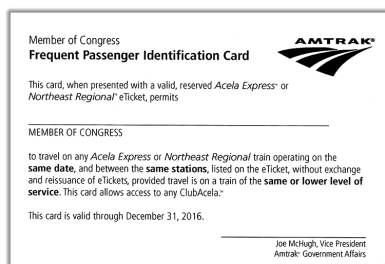 Member of Congress
Frequent Passenger Identification Card
AMTRAK®
This card, when presented with a valid, reserved Acela Express® or
Northeast Regional℠ eTicket, permits
MEMBER OF CONGRESS
to travel on any Acela Express or Northeast Regional train operating on the
same date, and between the same stations, listed on the eTicket, without exchange
and reissuance of eTickets, provided travel is on a train of the same or lower level of
service. This card allows access to any ClubAcela.℠
This card is valid through December 31, 2016.
Joe McHugh, Vice President
Amtrak® Government Affairs